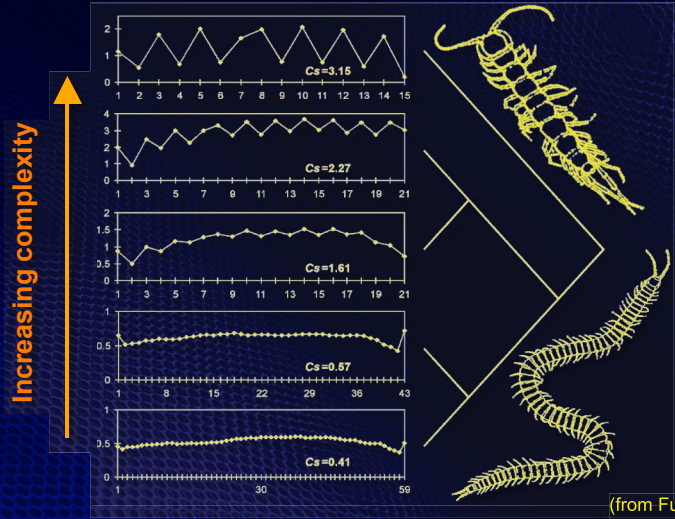 Increasing complexity
2
1
0
Cs=3.15
1 2 3 4 5 6 7 8 9 10 11 12 13 14 15
4
3
2
1
0
Cs=2.27
1 3 5 7 9 11 13 15 17 19 21
2
1.5
1
0.5
0
Cs=1.61
1 3 5 7 9 11 13 15 17 19 21
1
0.5
0
Cs=0.57
1 8 15 22 29 36 43
1
0.5
0
Cs=0.41
1 30 59
(from Fu